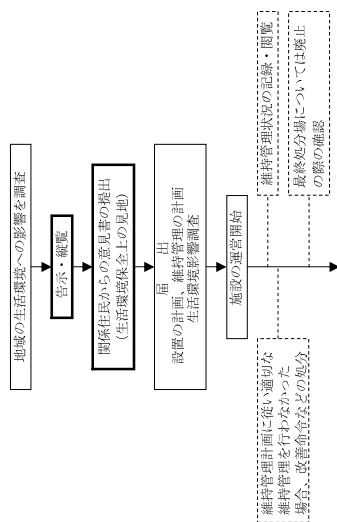 地域の生活環境への影響を調査
告示・縦覧
関係住民からの意見書の提出
(生活環境保全上の見地)
届　出
設置の計画、維持管理の計画
生活環境影響調査
施設の運営開始
維持管理計画に従い適切な
維持管理を行わなかった
場合、改善命令などの処分
維持管理状況の記録・閲覧
最終処分場については廃止
の際の確認